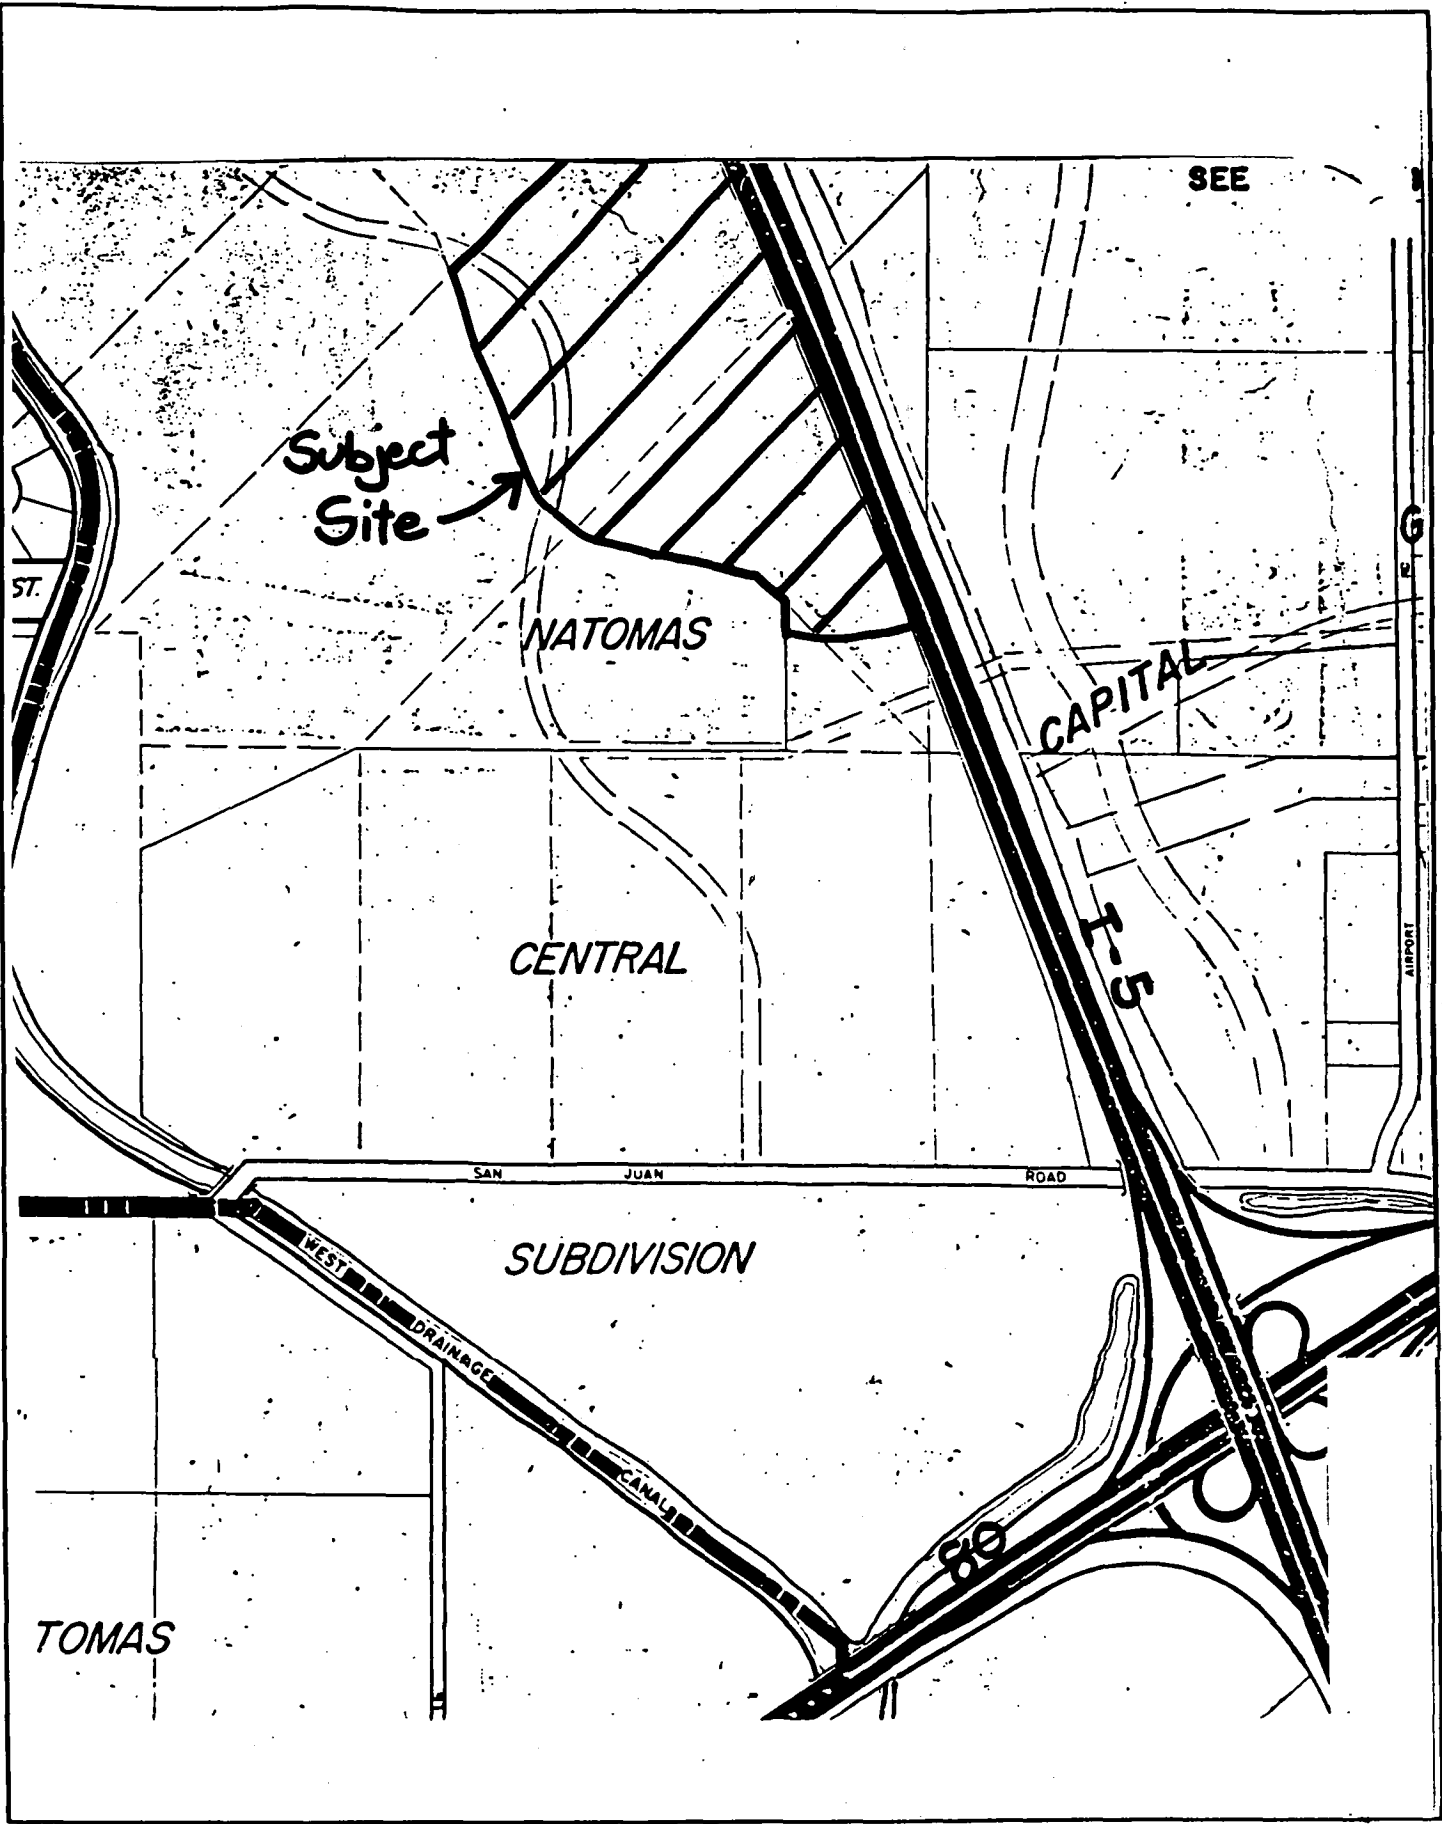 SEE
Subject
Site
G
ST.
NATOMAS
CAPITAL
AIRPORT
CENTRAL
I-5
SAN JUAN ROAD
WEST DRAINAGE CANAL
SUBDIVISION
80
TOMAS